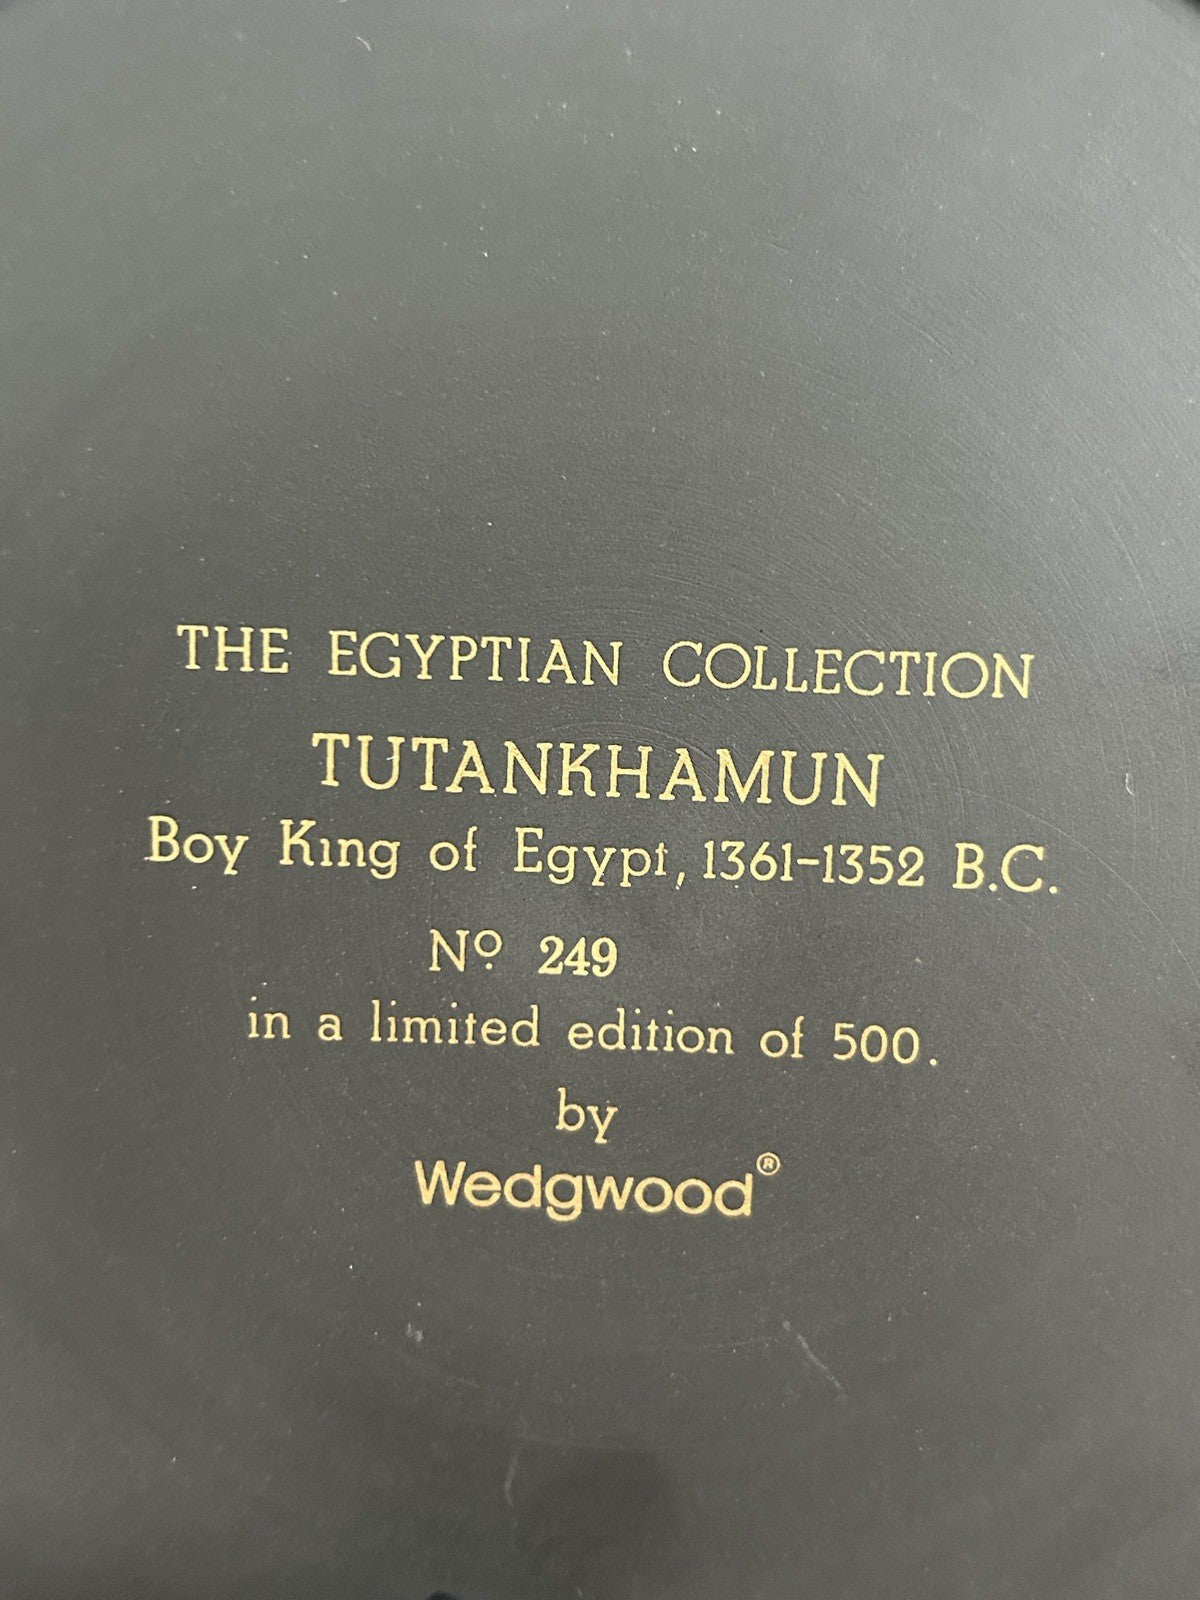 THE EGYPTIAN COLLECTION
TUTANKHAMUN
Boy King of Egypt, 1361-1352 B.C.
Nº 249
in a limited edition of 500.
by
Wedgwood®